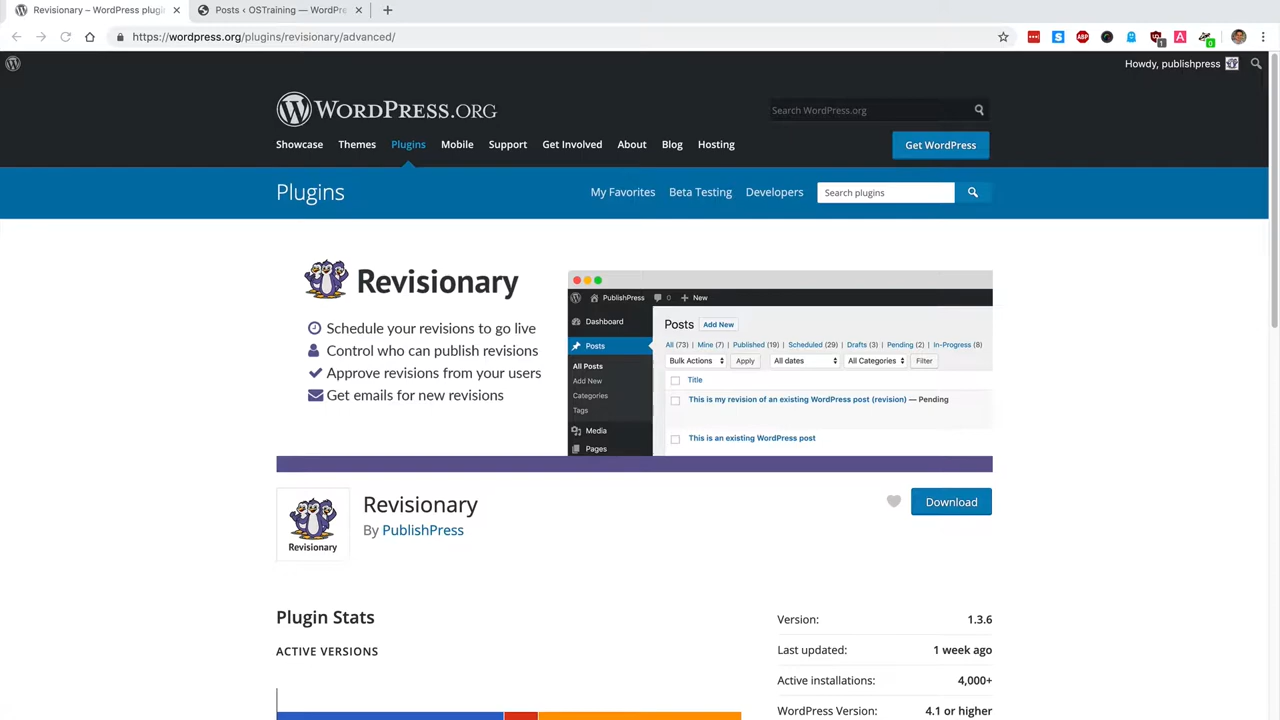 Revisionary – WordPress plugin
Posts ‹ OSTraining — WordPre
https://wordpress.org/plugins/revisionary/advanced/
ABP
1
A
0
Howdy, publishpress
WORDPRESS.ORG
Search WordPress.org
Showcase Themes Plugins Mobile Support Get Involved About Blog Hosting
Get WordPress
Plugins
My Favorites Beta Testing Developers
Search plugins
Revisionary
Schedule your revisions to go live
Control who can publish revisions
Approve revisions from your users
Get emails for new revisions
PublishPress 0 + New
Dashboard
Posts
All Posts
Add New
Categories
Tags
Media
Pages
Posts Add New
All (73) | Mine (7) | Published (19) | Scheduled (29) | Drafts (3) | Pending (2) | In-Progress (8)
Bulk Actions Apply All dates All Categories Filter
Title
This is my revision of an existing WordPress post (revision) — Pending
This is an existing WordPress post
Revisionary
Revisionary
By PublishPress
Download
Plugin Stats
ACTIVE VERSIONS
Version: 1.3.6
Last updated: 1 week ago
Active installations: 4,000+
WordPress Version: 4.1 or higher